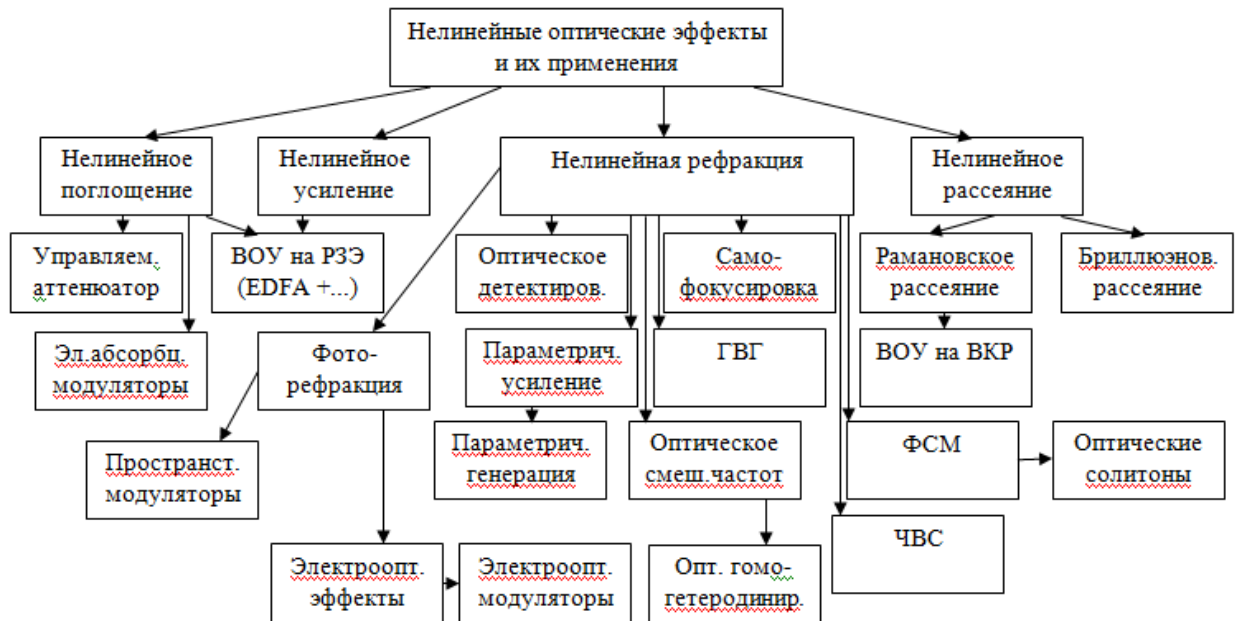 Нелинейные оптические эффекты
и их применения
Нелинейное
поглощение
Нелинейное
усиление
Нелинейная рефракция
Нелинейное
рассеяние
Управляем.
аттенюатор
ВОУ на РЗЭ
(EDFA +...)
Оптическое
детектиров.
Само-
фокусировка
Рамановское
рассеяние
Бриллюэнов.
рассеяние
Эл.абсорбц.
модуляторы
Фото-
рефракция
Параметрич.
усиление
ГВГ
ВОУ на ВКР
Пространст.
модуляторы
Параметрич.
генерация
Оптическое
смеш.частот
ФСМ
Оптические
солитоны
ЧВС
Электроопт.
эффекты
Электроопт.
модуляторы
Опт. гомо-
гетеродинир.